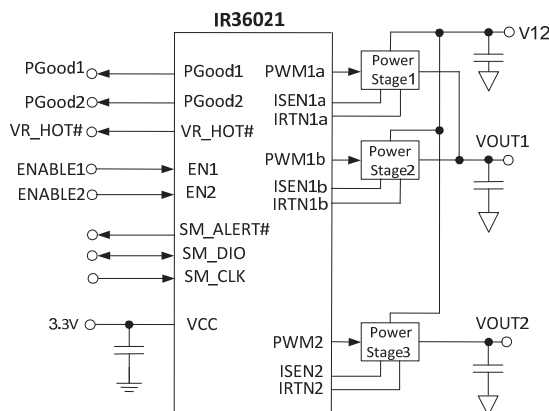 IR36021
PGood1
PGood2
VR_HOT#
ENABLE1
ENABLE2
3.3V
PGood1
PGood2
VR_HOT#
EN1
EN2
SM_ALERT#
SM_DIO
SM_CLK
VCC
PWM1a
ISEN1a
IRTN1a
PWM1b
ISEN1b
IRTN1b
PWM2
ISEN2
IRTN2
Power
Stage1
Power
Stage2
Power
Stage3
V12
VOUT1
VOUT2